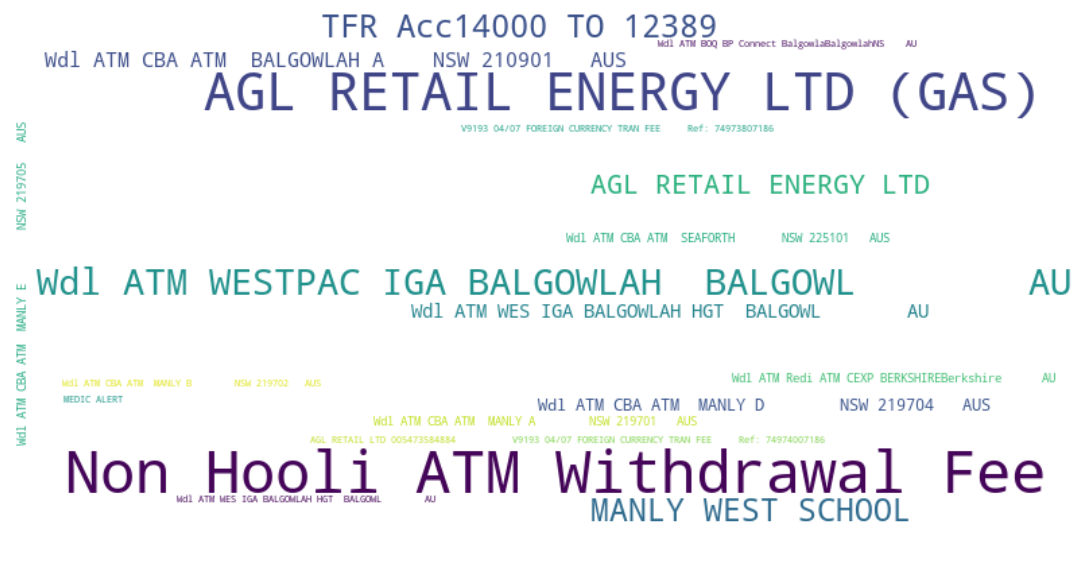 TFR Acc14000 TO 12389
Wdl ATM BOQ BP Connect BalgowlaBalgowlahNS    AU
Wdl ATM CBA ATM  BALGOWLAH A    NSW 210901   AUS
AGL RETAIL ENERGY LTD (GAS)
V9193 04/07 FOREIGN CURRENCY TRAN FEE     Ref: 74973807186
Wdl ATM CBA ATM  MANLY E       NSW 219705   AUS
AGL RETAIL ENERGY LTD
Wdl ATM CBA ATM  SEAFORTH       NSW 225101   AUS
Wdl ATM WESTPAC IGA BALGOWLAH  BALGOWL        AU
Wdl ATM WES IGA BALGOWLAH HGT  BALGOWL        AU
Wdl ATM Redi ATM CEXP BERKSHIREBerkshire      AU
Wdl ATM CBA ATM  MANLY B        NSW 219702   AUS
MEDIC ALERT
Wdl ATM CBA ATM  MANLY D        NSW 219704   AUS
Wdl ATM CBA ATM  MANLY A        NSW 219701   AUS
AGL RETAIL LTD 005473584884
V9193 04/07 FOREIGN CURRENCY TRAN FEE     Ref: 74974007186
Non Hooli ATM Withdrawal Fee
Wdl ATM WES IGA BALGOWLAH HGT  BALGOWL        AU
MANLY WEST SCHOOL